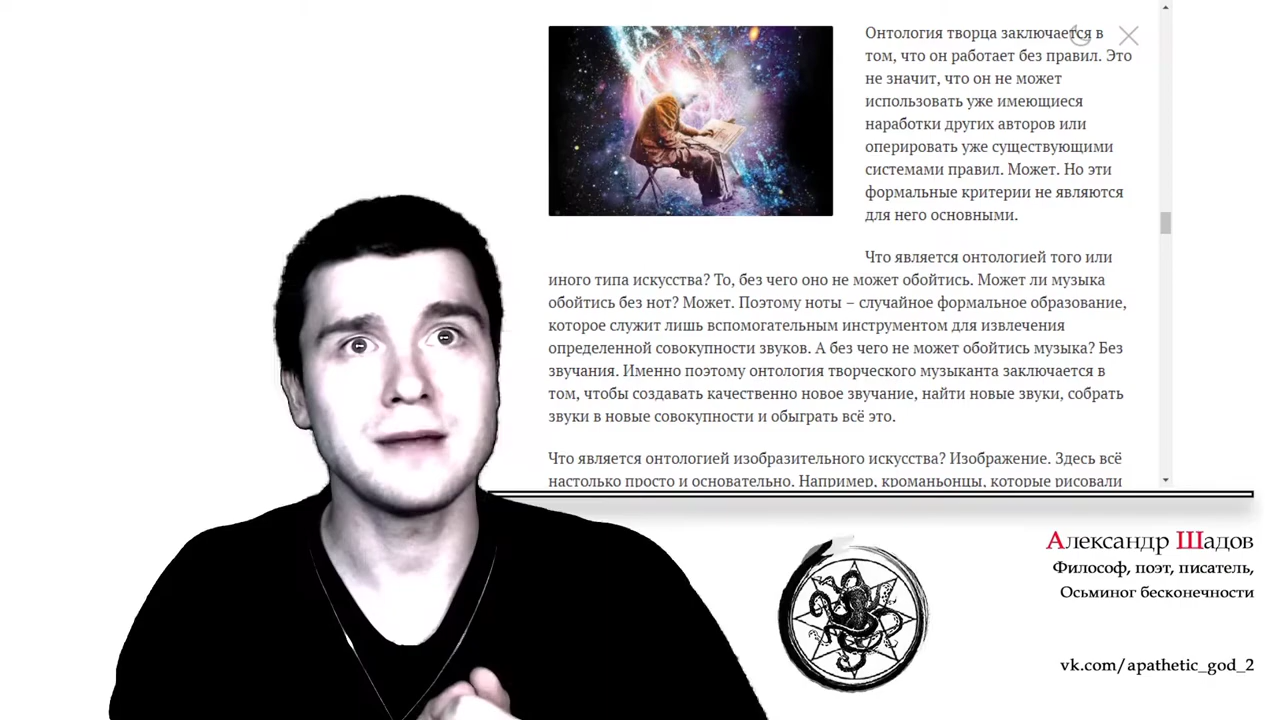 Онтология творца заключается в
том, что он работает без правил. Это
не значит, что он не может
использовать уже имеющиеся
наработки других авторов или
оперировать уже существующими
системами правил. Может. Но эти
формальные критерии не являются
для него основными.
Что является онтологией того или
иного типа искусства? То, без чего оно не может обойтись. Может ли музыка
обойтись без нот? Может. Поэтому ноты – случайное формальное образование,
которое служит лишь вспомогательным инструментом для извлечения
определенной совокупности звуков. А без чего не может обойтись музыка? Без
звучания. Именно поэтому онтология творческого музыканта заключается в
том, чтобы создавать качественно новое звучание, найти новые звуки, собрать
звуки в новые совокупности и обыграть всё это.
Что является онтологией изобразительного искусства? Изображение. Здесь всё
настолько просто и основательно. Например, кроманьонцы, которые рисовали
Александр Шадов
Философ, поэт, писатель,
Осьминог бесконечности
vk.com/apathetic_god_2